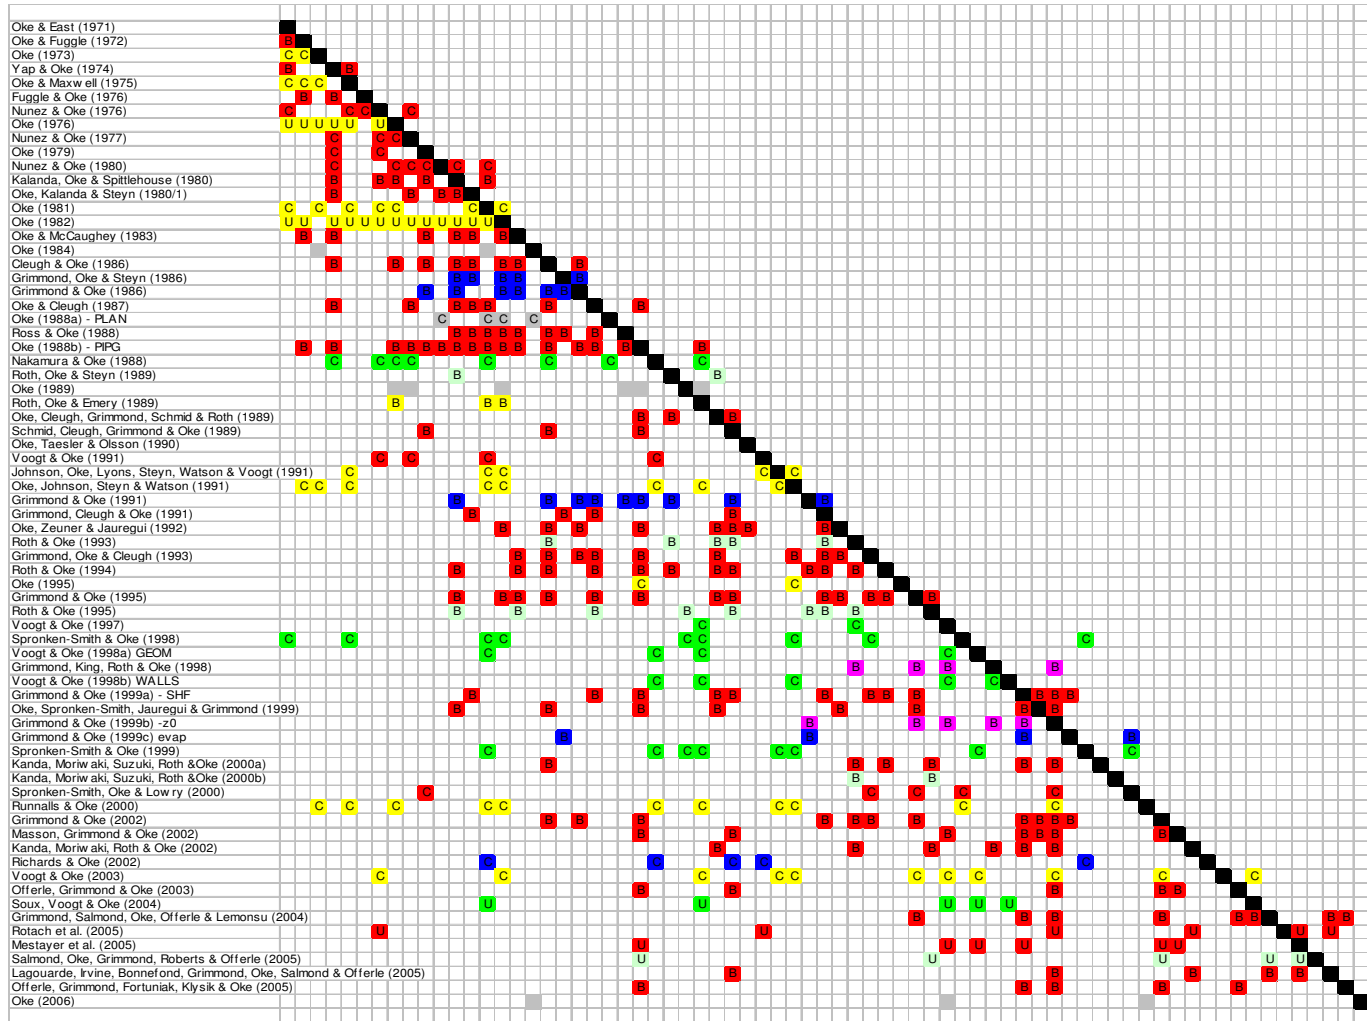 Oke & East (1971)
Oke & Fuggle (1972) B
Oke (1973) C C
Yap & Oke (1974) B B
Oke & Maxwell (1975) C C C
Fuggle & Oke (1976) B B
Nunez & Oke (1976) C C C C
Oke (1976) U U U U U U
Nunez & Oke (1977) C C C
Oke (1979) C C
Nunez & Oke (1980) C C C C C C
Kalanda, Oke & Spittlehouse (1980) B B B B B
Oke, Kalanda & Steyn (1980/1) B B B B
Oke (1981) C C C C C C C
Oke (1982) U U U U U U U U U U U U U
Oke & McCaughey (1983) B B B B B B
Oke (1984)
Cleugh & Oke (1986) B B B B B B B B
Grimmond, Oke & Steyn (1986) B B B B B
Grimmond & Oke (1986) B B B B B B
Oke & Cleugh (1987) B B B B B B B
Oke (1988a) - PLAN C C C C
Ross & Oke (1988) B B B B B B B B
Oke (1988b) - PIPG B B B B B B B B B B B B B B B B
Nakamura & Oke (1988) C C C C C C C C
Roth, Oke & Steyn (1989) B B
Oke (1989)
Roth, Oke & Emery (1989) B B B
Oke, Cleugh, Grimmond, Schmid & Roth (1989) B B B B
Schmid, Cleugh, Grimmond & Oke (1989) B B B B
Oke, Taesler & Olsson (1990)
Voogt & Oke (1991) C C C C
Johnson, Oke, Lyons, Steyn, Watson & Voogt (1991) C C C C C
Oke, Johnson, Steyn & Watson (1991) C C C C C C C C
Grimmond & Oke (1991) B B B B B B B B B
Grimmond, Cleugh & Oke (1991) B B B B
Oke, Zeuner & Jauregui (1992) B B B B B B B B
Roth & Oke (1993) B B B B B
Grimmond, Oke & Cleugh (1993) B B B B B B B B B
Roth & Oke (1994) B B B B B B B B B B B
Oke (1995) C C
Grimmond & Oke (1995) B B B B B B B B B B B B B
Roth & Oke (1995) B B B B B B B B
Voogt & Oke (1997) C C
Spronken-Smith & Oke (1998) C C C C C C C C C
Voogt & Oke (1998a) GEOM C C C C
Grimmond, King, Roth & Oke (1998) B B B B
Voogt & Oke (1998b) WALLS C C C C C
Grimmond & Oke (1999a) - SHF B B B B B B B B B B B B
Oke, Spronken-Smith, Jauregui & Grimmond (1999) B B B B B B B B
Grimmond & Oke (1999b) -z0 B B B B B
Grimmond & Oke (1999c) evap B B B B
Spronken-Smith & Oke (1999) C C C C C C C C
Kanda, Moriwaki, Suzuki, Roth &Oke (2000a) B B B B B B
Kanda, Moriwaki, Suzuki, Roth &Oke (2000b) B B
Spronken-Smith, Oke & Lowry (2000) C C C C C
Runnalls & Oke (2000) C C C C C C C C C C C
Grimmond & Oke (2002) B B B B B B B B B B B
Masson, Grimmond & Oke (2002) B B B B B B B
Kanda, Moriwaki, Roth & Oke (2002) B B B B B B
Richards & Oke (2002) C C C C C
Voogt & Oke (2003) C C C C C C C C C C C
Offerle, Grimmond & Oke (2003) B B B B B
Soux, Voogt & Oke (2004) U U U U U
Grimmond, Salmond, Oke, Offerle & Lemonsu (2004) B B B B B B B B
Rotach et al. (2005) U U U U U U
Mestayer et al. (2005) U U U U U U
Salmond, Oke, Grimmond, Roberts & Offerle (2005) U U U U U
Lagouarde, Irvine, Bonnefond, Grimmond, Oke, Salmond & Offerle (2005) B B B B B
Offerle, Grimmond, Fortuniak, Klysik & Oke (2005) B B B B B
Oke (2006)